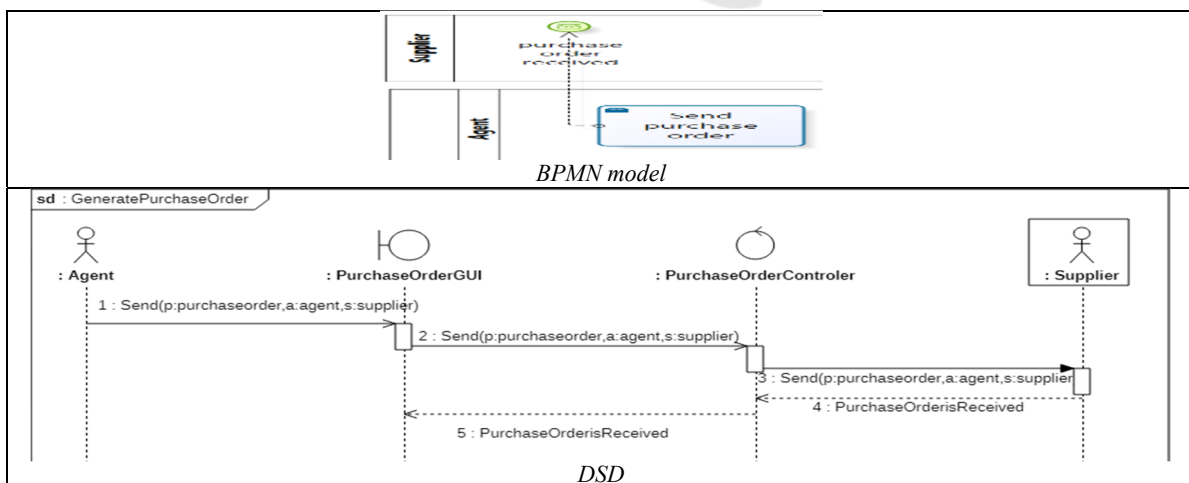 Supplier
purchase
order
received
Agent
Send
purchase
order
BPMN model
sd : GeneratePurchaseOrder
: Agent
: PurchaseOrderGUI
: PurchaseOrderControler
: Supplier
1 : Send(p:purchaseorder,a:agent,s:supplier)
2 : Send(p:purchaseorder,a:agent,s:supplier)
3 : Send(p:purchaseorder,a:agent,s:supplier
4 : PurchaseOrderisReceived
5 : PurchaseOrderisReceived
DSD